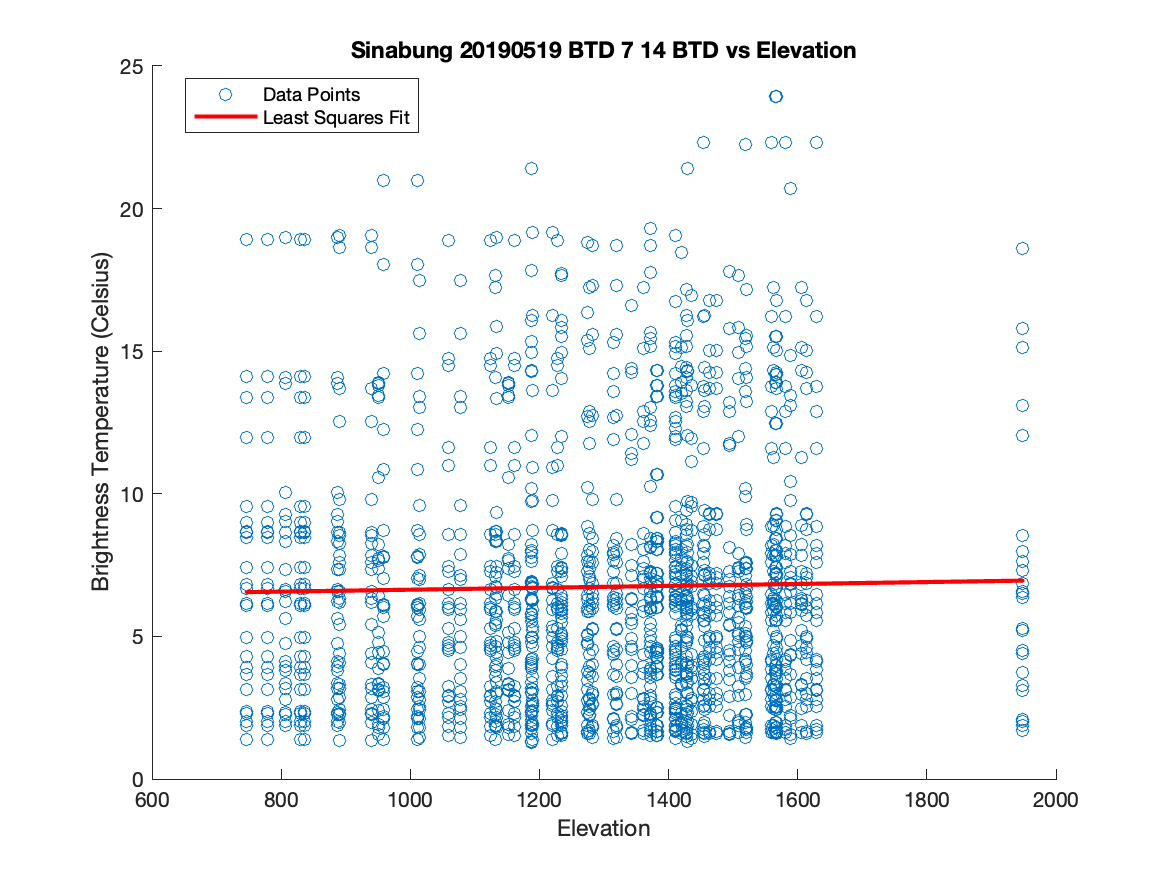 Sinabung 20190519 BTD 7 14 BTD vs Elevation
Data Points
Least Squares Fit
Brightness Temperature (Celsius)
25
20
15
10
5
0
600 800 1000 1200 1400 1600 1800 2000
Elevation